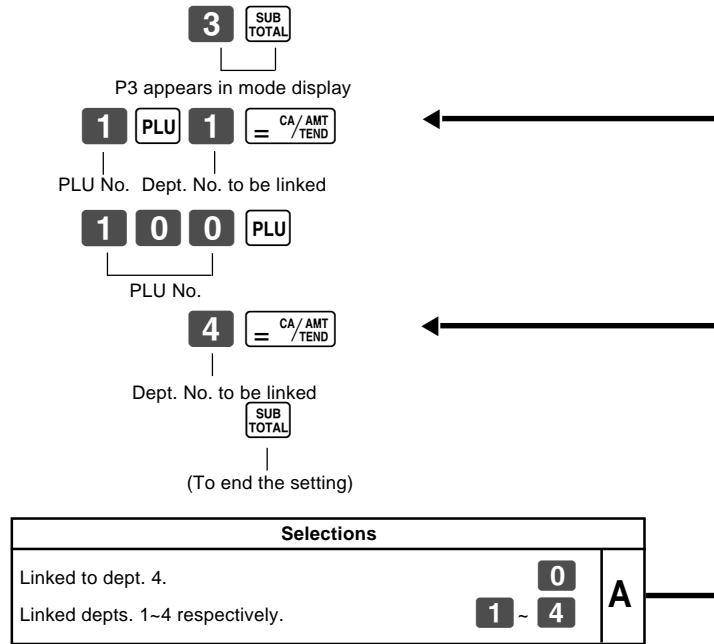 3 SUB TOTAL
P3 appears in mode display
1 PLU 1 = CA/AMT TEND
PLU No. Dept. No. to be linked
1 0 0 PLU
PLU No.
4 = CA/AMT TEND
Dept. No. to be linked
SUB TOTAL
(To end the setting)
Selections
Linked to dept. 4. 0
A
Linked depts. 1~4 respectively. 1 ~ 4